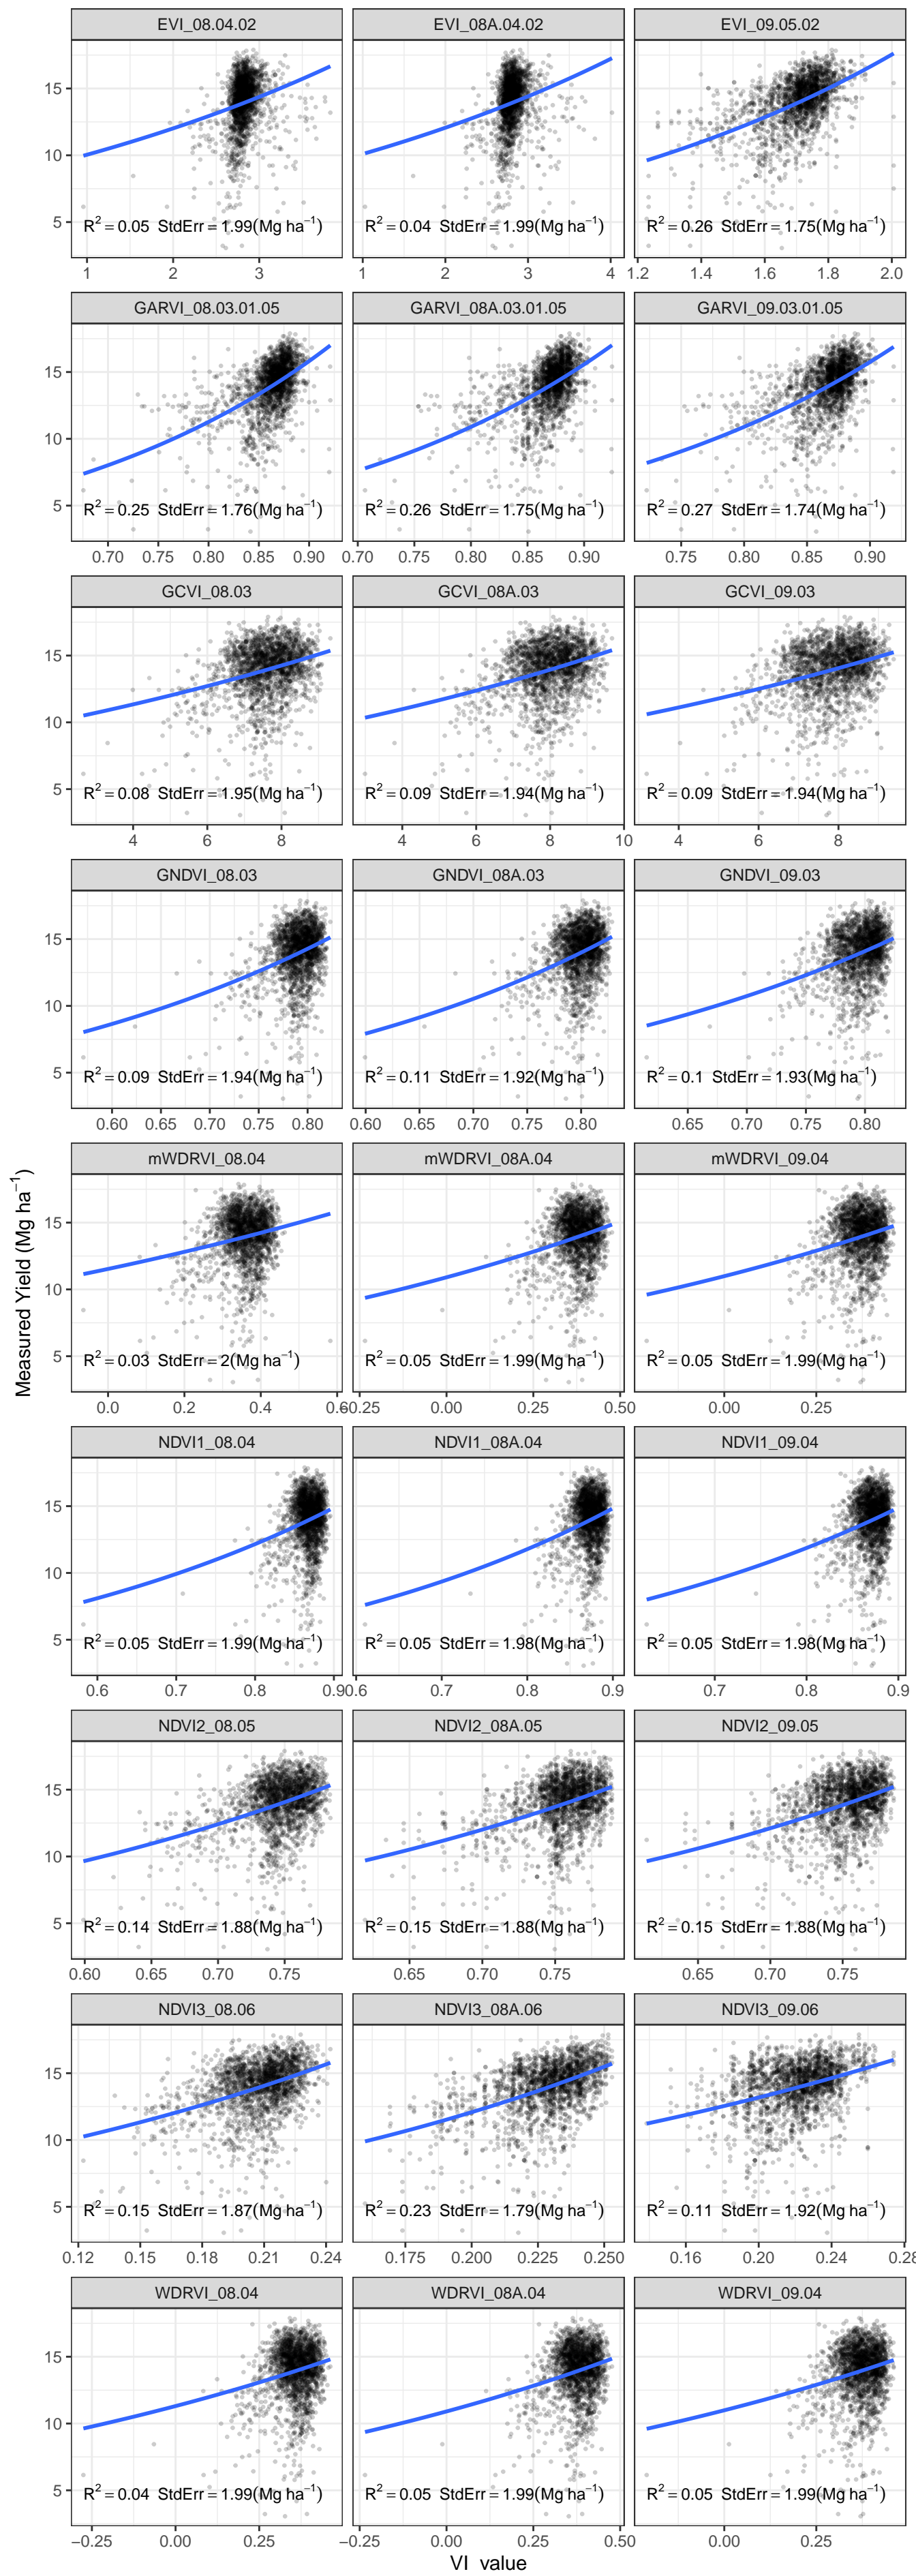 EVI_08.04.02 EVI_08A.04.02 EVI_09.05.02
15
10
5
R² = 0.05 StdErr = 1.99(Mg ha⁻¹) R² = 0.04 StdErr = 1.99(Mg ha⁻¹) R² = 0.26 StdErr = 1.75(Mg ha⁻¹)
1 2 3 1 2 3 4 1.2 1.4 1.6 1.8 2.0
GARVI_08.03.01.05 GARVI_08A.03.01.05 GARVI_09.03.01.05
15
10
5
R² = 0.25 StdErr = 1.76(Mg ha⁻¹) R² = 0.26 StdErr = 1.75(Mg ha⁻¹) R² = 0.27 StdErr = 1.74(Mg ha⁻¹)
0.70 0.75 0.80 0.85 0.90 0.70 0.75 0.80 0.85 0.90 0.75 0.80 0.85 0.90
GCVI_08.03 GCVI_08A.03 GCVI_09.03
15
10
5
R² = 0.08 StdErr = 1.95(Mg ha⁻¹) R² = 0.09 StdErr = 1.94(Mg ha⁻¹) R² = 0.09 StdErr = 1.94(Mg ha⁻¹)
4 6 8 4 6 8 10 4 6 8
GNDVI_08.03 GNDVI_08A.03 GNDVI_09.03
15
10
5
R² = 0.09 StdErr = 1.94(Mg ha⁻¹) R² = 0.11 StdErr = 1.92(Mg ha⁻¹) R² = 0.1 StdErr = 1.93(Mg ha⁻¹)
0.60 0.65 0.70 0.75 0.80 0.60 0.65 0.70 0.75 0.80 0.65 0.70 0.75 0.80
Measured Yield (Mg ha⁻¹)
mWDRVI_08.04 mWDRVI_08A.04 mWDRVI_09.04
15
10
5
R² = 0.03 StdErr = 2(Mg ha⁻¹) R² = 0.05 StdErr = 1.99(Mg ha⁻¹) R² = 0.05 StdErr = 1.99(Mg ha⁻¹)
0.0 0.2 0.4 0.6 −0.25 0.00 0.25 0.50 0.00 0.25
NDVI1_08.04 NDVI1_08A.04 NDVI1_09.04
15
10
5
R² = 0.05 StdErr = 1.99(Mg ha⁻¹) R² = 0.05 StdErr = 1.98(Mg ha⁻¹) R² = 0.05 StdErr = 1.98(Mg ha⁻¹)
0.6 0.7 0.8 0.9 0.6 0.7 0.8 0.9 0.7 0.8 0.9
NDVI2_08.05 NDVI2_08A.05 NDVI2_09.05
15
10
5
R² = 0.14 StdErr = 1.88(Mg ha⁻¹) R² = 0.15 StdErr = 1.88(Mg ha⁻¹) R² = 0.15 StdErr = 1.88(Mg ha⁻¹)
0.60 0.65 0.70 0.75 0.65 0.70 0.75 0.65 0.70 0.75
NDVI3_08.06 NDVI3_08A.06 NDVI3_09.06
15
10
5
R² = 0.15 StdErr = 1.87(Mg ha⁻¹) R² = 0.23 StdErr = 1.79(Mg ha⁻¹) R² = 0.11 StdErr = 1.92(Mg ha⁻¹)
0.12 0.15 0.18 0.21 0.24 0.175 0.200 0.225 0.250 0.16 0.20 0.24 0.28
WDRVI_08.04 WDRVI_08A.04 WDRVI_09.04
15
10
5
R² = 0.04 StdErr = 1.99(Mg ha⁻¹) R² = 0.05 StdErr = 1.99(Mg ha⁻¹) R² = 0.05 StdErr = 1.99(Mg ha⁻¹)
−0.25 0.00 0.25 −0.25 0.00 0.25 0.50 0.00 0.25
VI value